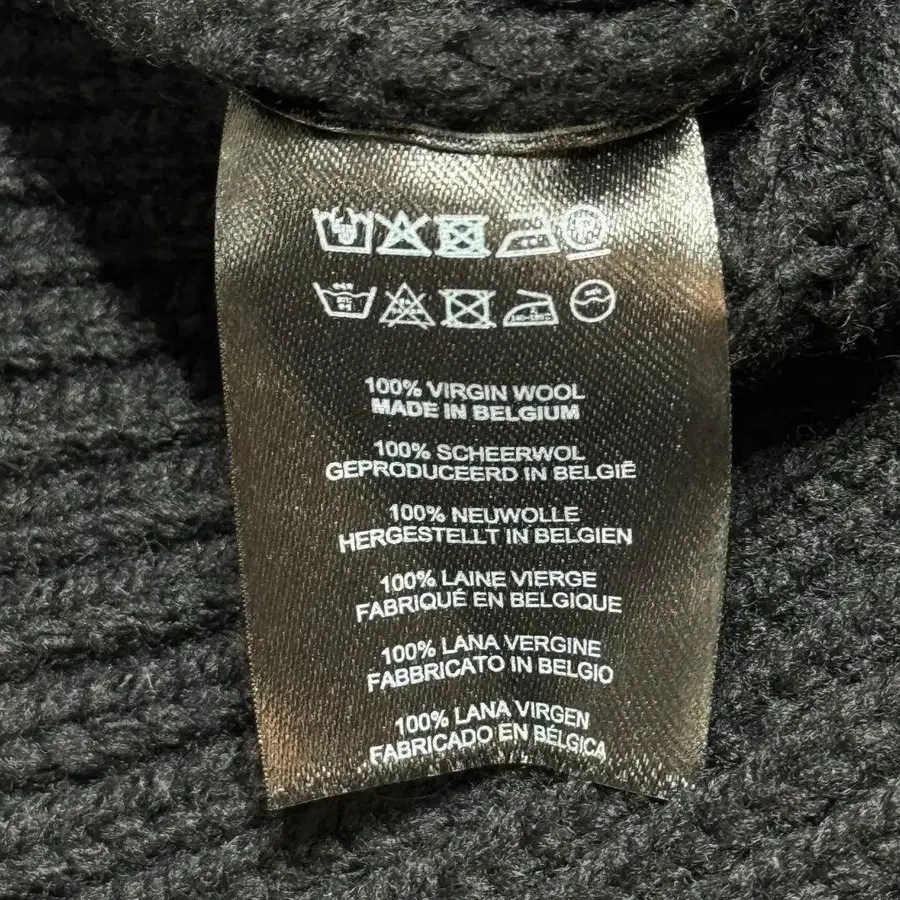 100% VIRGIN WOOL
MADE IN BELGIUM
100% SCHEERWOL
GEPRODUCEERD IN BELGIË
100% NEUWOLLE
HERGESTELLT IN BELGIEN
100% LAINE VIERGE
FABRIQUÉ EN BELGIQUE
100% LANA VERGINE
FABBRICATO IN BELGIO
100% LANA VIRGEN
FABRICADO EN BÉLGICA